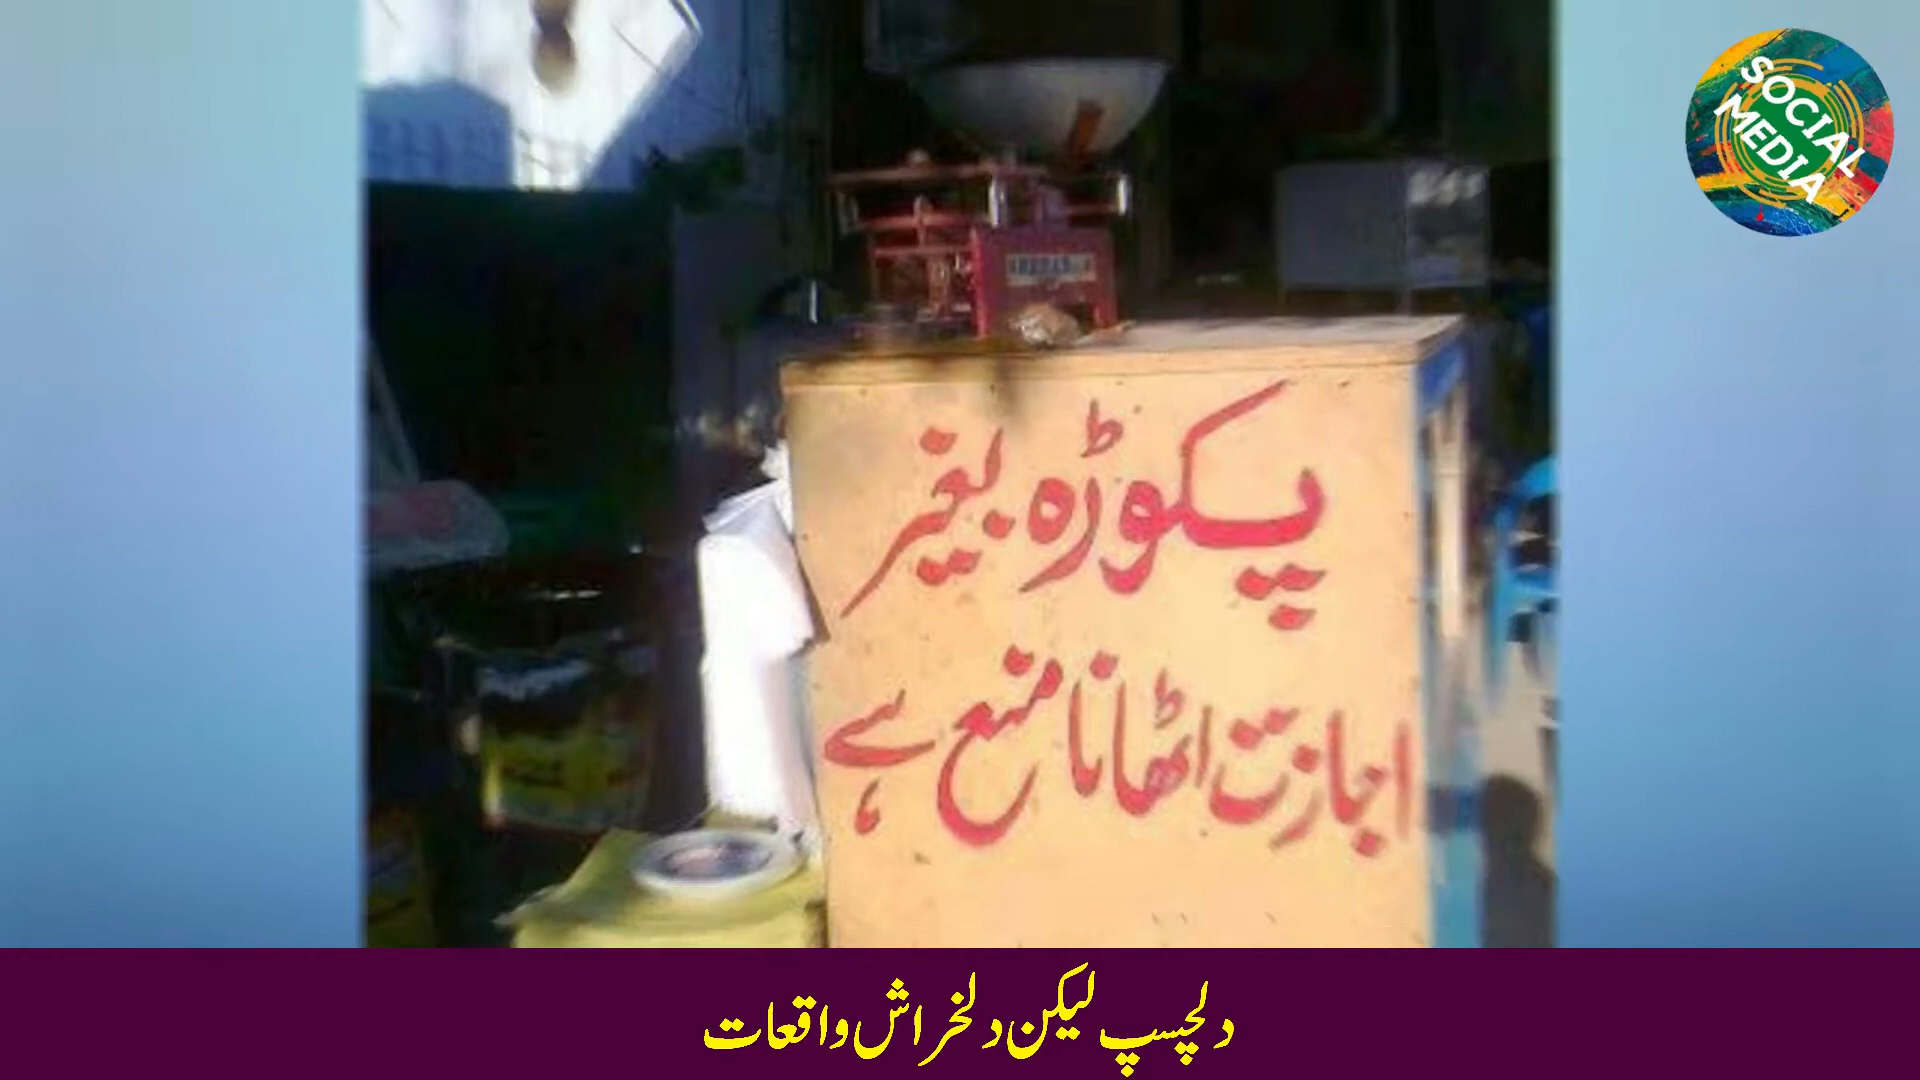 SOCIAL
MEDIA
پکوڑہ بغیر
اجازت اٹھانا منع ہے
دلچسپ لیکن دلخراش واقعات